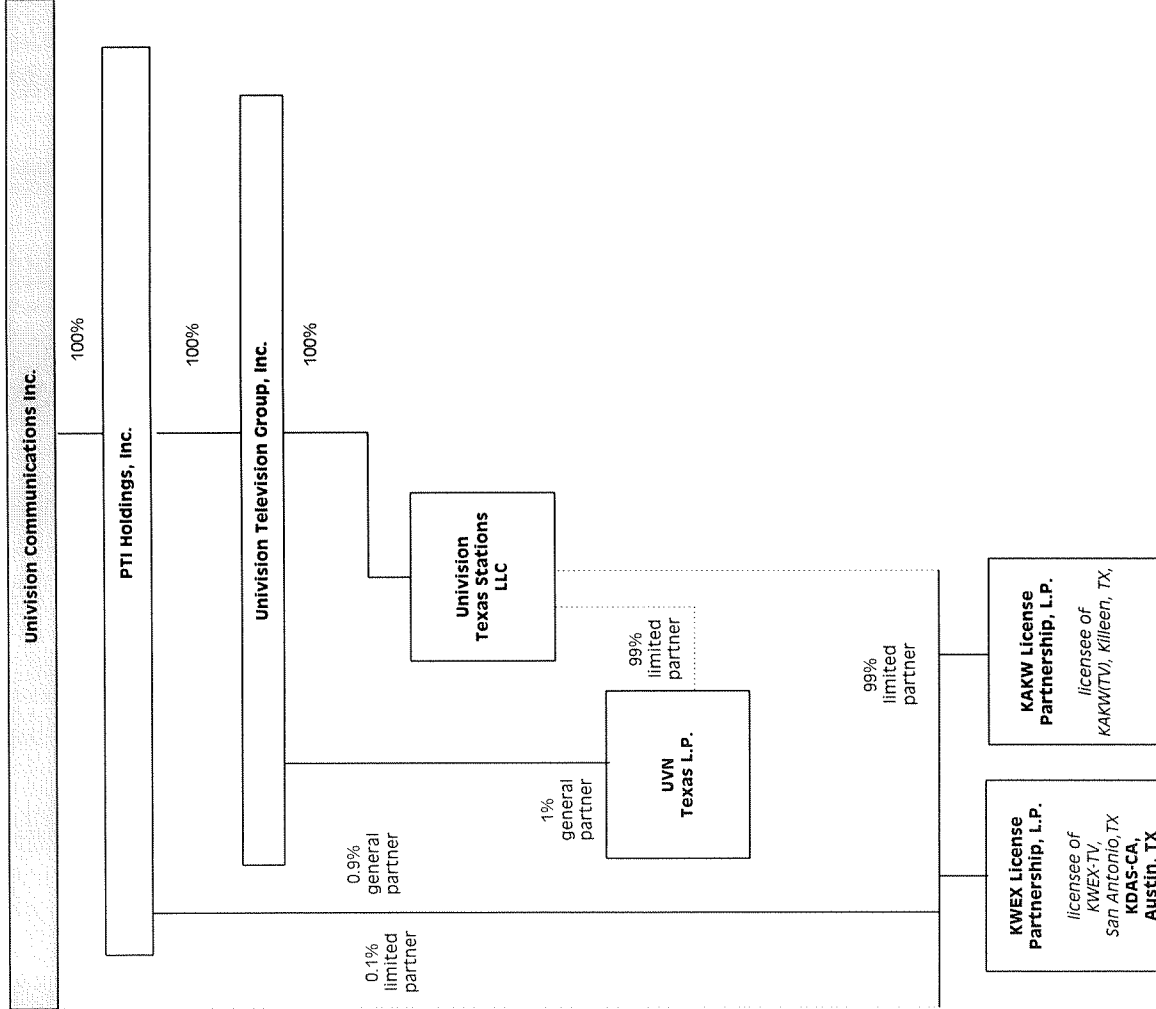 Univision Communications Inc.
100%
PTI Holdings, Inc.
100%
Univision Television Group, Inc.
100%
0.1%
limited
partner
0.9%
general
partner
Univision
Texas Stations
LLC
1%
general
partner
99%
limited
partner
UVN
Texas L.P.
99%
limited
partner
KWEX License
Partnership, L.P.
licensee of
KWEX-TV,
San Antonio,TX
KDAS-CA,
Austin, TX
KAKW License
Partnership, L.P.
licensee of
KAKW(TV), Killeen, TX,